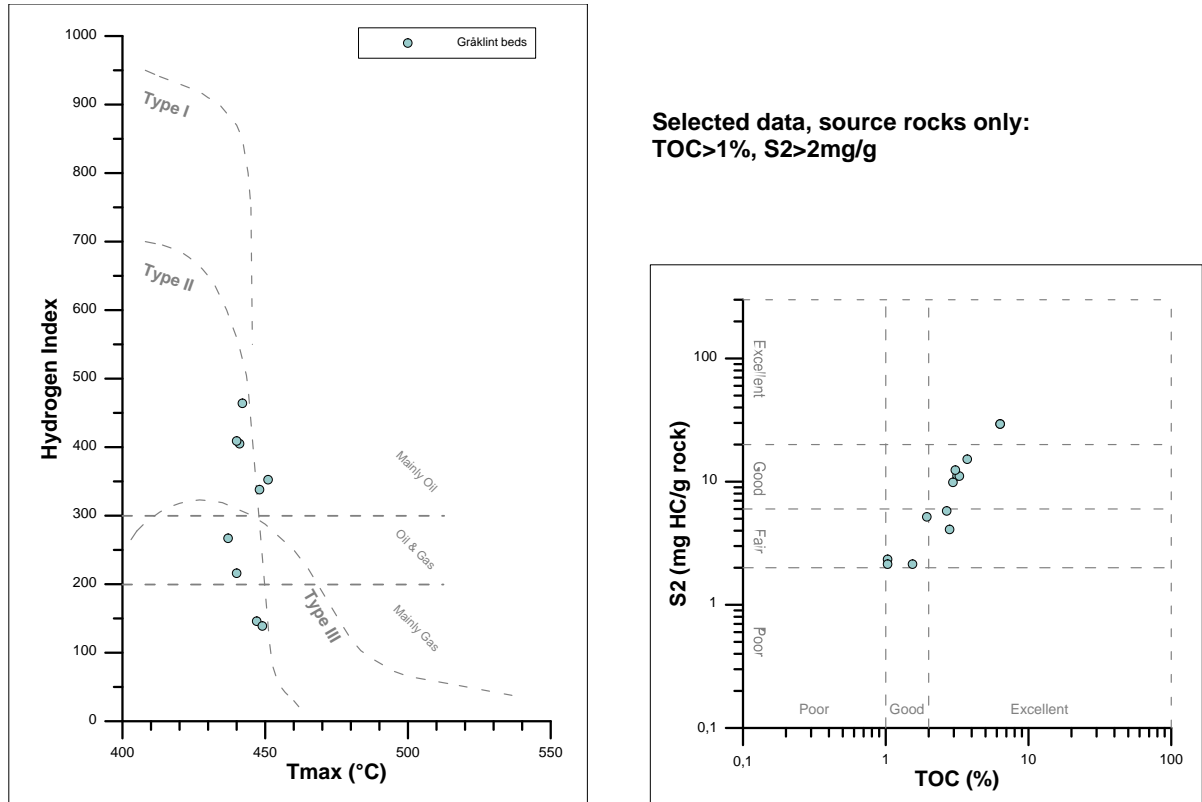 1000
900
800
700
600
500
400
300
200
100
0
Hydrogen Index
400
450
500
550
Tmax (°C)
Gråklint beds
Type I
Type II
Type III
Mainly Oil
Oil & Gas
Mainly Gas
Selected data, source rocks only:
TOC>1%, S2>2mg/g
100
10
1
0,1
S2 (mg HC/g rock)
Excellent
Good
Fair
Poor
Poor
Good
Excellent
0,1
1
10
100
TOC (%)